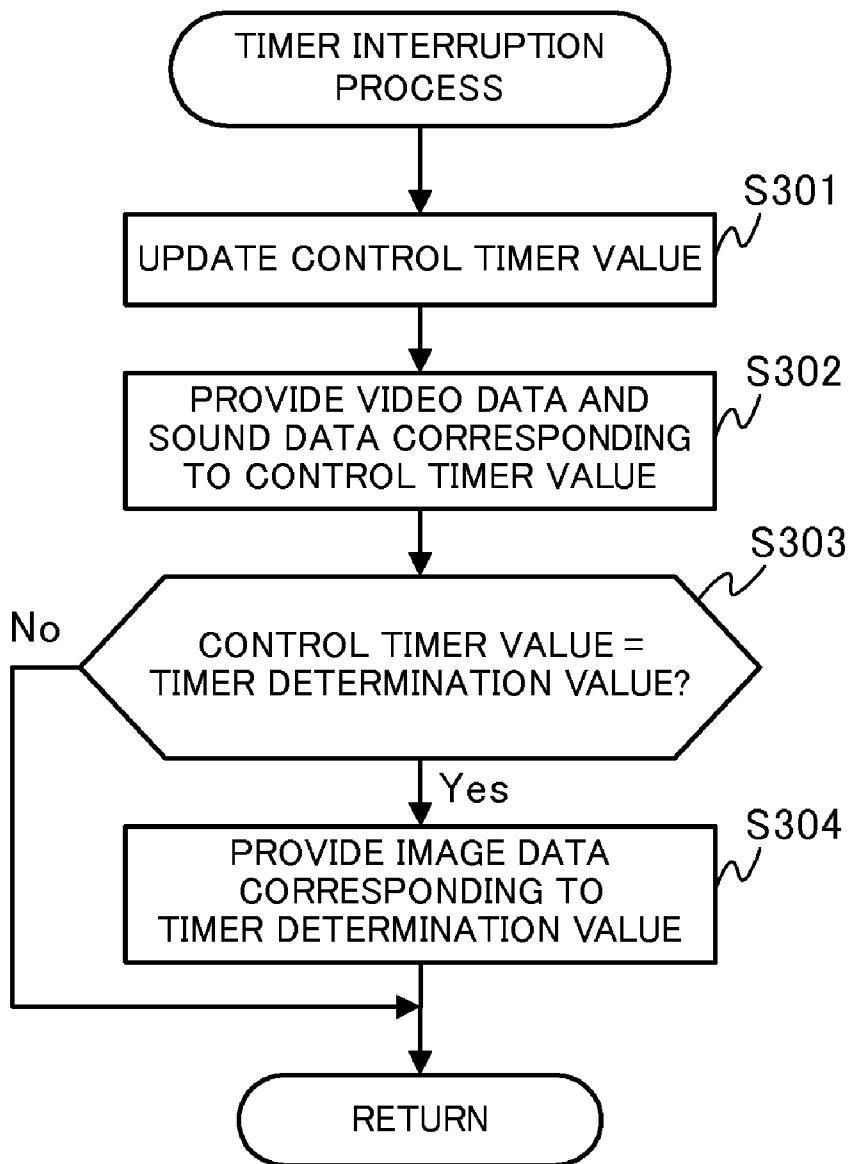 TIMER INTERRUPTION
PROCESS
S301
UPDATE CONTROL TIMER VALUE
S302
PROVIDE VIDEO DATA AND
SOUND DATA CORRESPONDING
TO CONTROL TIMER VALUE
S303
No
CONTROL TIMER VALUE =
TIMER DETERMINATION VALUE?
Yes
S304
PROVIDE IMAGE DATA
CORRESPONDING TO
TIMER DETERMINATION VALUE
RETURN